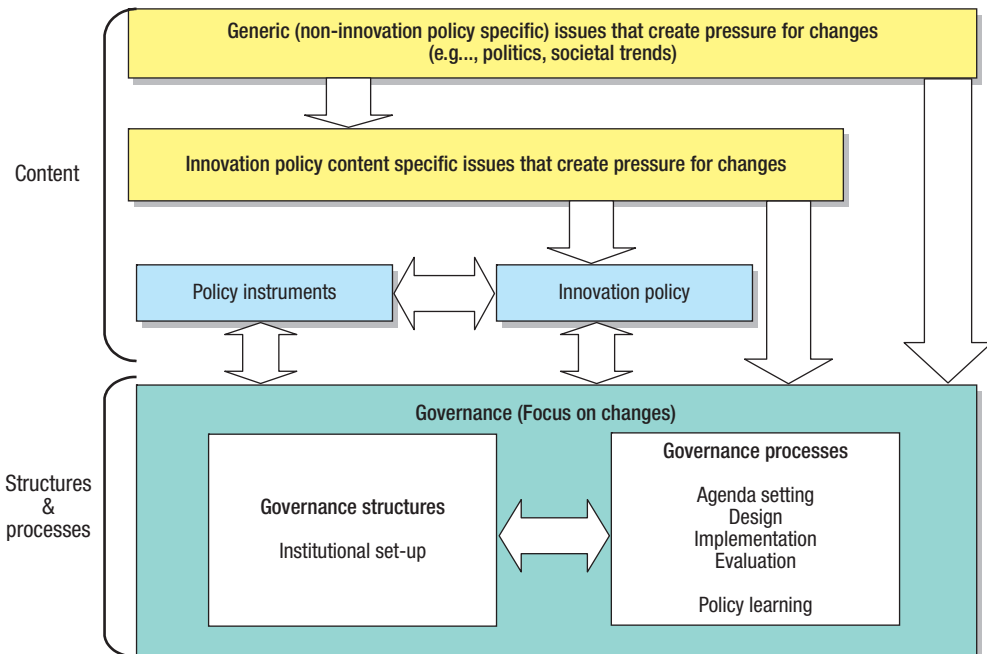 Generic (non-innovation policy specific) issues that create pressure for changes
(e.g..., politics, societal trends)
Content
Innovation policy content specific issues that create pressure for changes
Policy instruments
Innovation policy
Structures
&
processes
Governance (Focus on changes)
Governance structures
Institutional set-up
Governance processes
Agenda setting
Design
Implementation
Evaluation
Policy learning